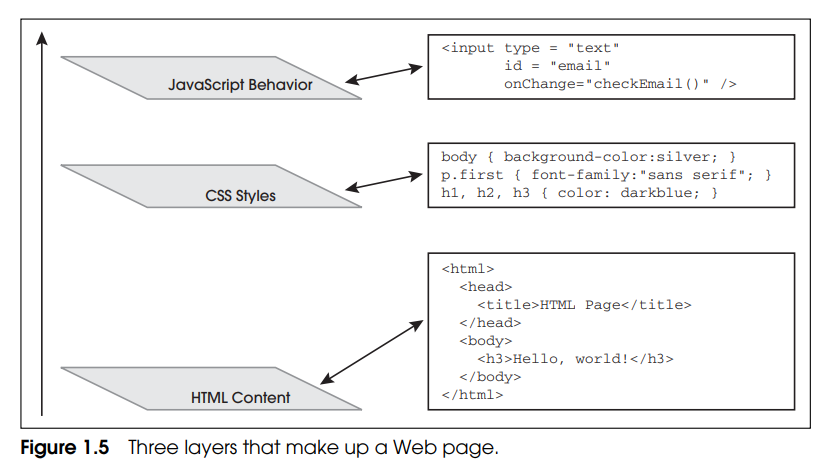 JavaScript Behavior
<input type = "text"
       id = "email"
       onChange="checkEmail()" />
CSS Styles
body { background-color:silver; }
p.first { font-family:"sans serif"; }
h1, h2, h3 { color: darkblue; }
HTML Content
<html>
  <head>
    <title>HTML Page</title>
  </head>
  <body>
    <h3>Hello, world!</h3>
  </body>
</html>
Figure 1.5 Three layers that make up a Web page.